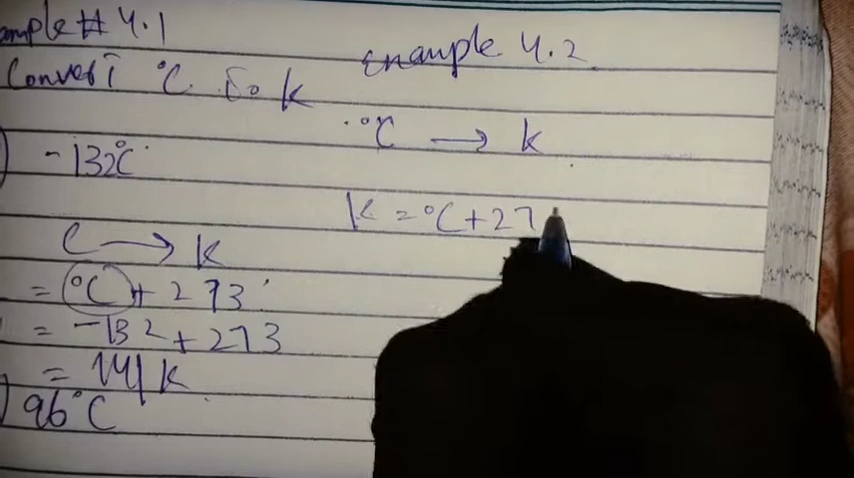 ample # 4.1
Convert °C to k
-132°C
C → K
= °C + 273
= -132 + 273
= 141 k
96°C
Example 4.2
°C → k
K = °C + 27